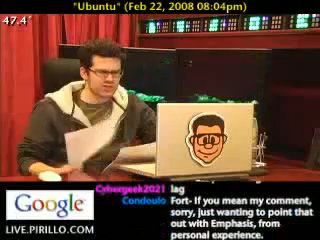 "Ubuntu" (Feb 22, 2008 08:04pm)
47.4°
Cybergeek2021 lag
Condoulo Fort- If you mean my comment,
sorry, just wanting to point that
out with Emphasis, from
personal experience.
Google
LIVE.PIRILLO.COM